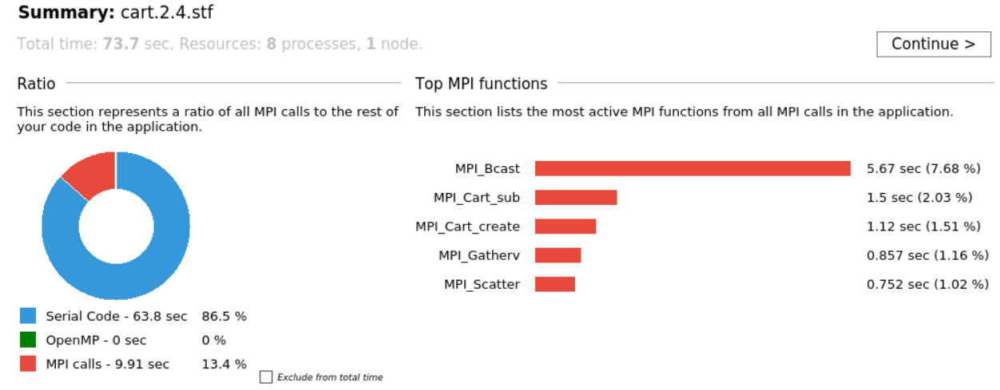 Summary: cart.2.4.stf
Total time: 73.7 sec. Resources: 8 processes, 1 node.
Continue >
Ratio
This section represents a ratio of all MPI calls to the rest of
your code in the application.
Serial Code - 63.8 sec 86.5 %
OpenMP - 0 sec 0 %
MPI calls - 9.91 sec 13.4 %
Exclude from total time
Top MPI functions
This section lists the most active MPI functions from all MPI calls in the application.
MPI_Bcast 5.67 sec (7.68 %)
MPI_Cart_sub 1.5 sec (2.03 %)
MPI_Cart_create 1.12 sec (1.51 %)
MPI_Gatherv 0.857 sec (1.16 %)
MPI_Scatter 0.752 sec (1.02 %)